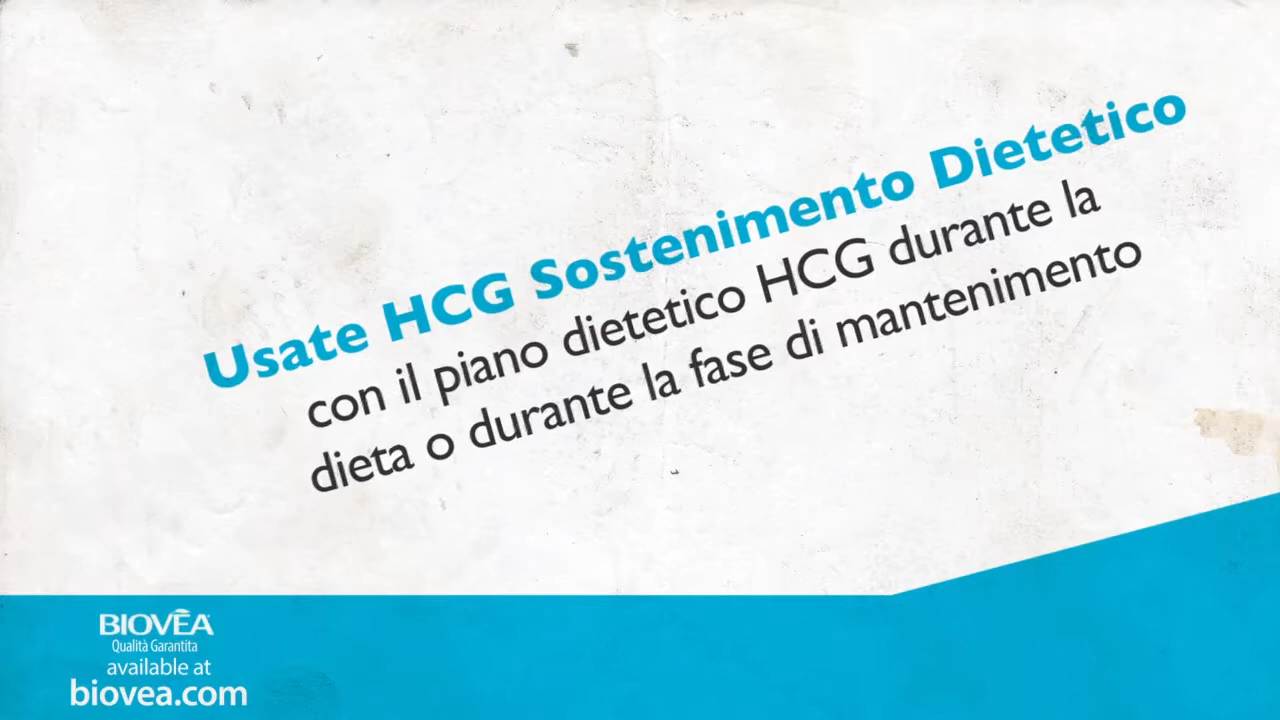 Usate HCG Sostenimento Dietetico
con il piano dietetico HCG durante la
dieta o durante la fase di mantenimento
BIOVĒA
Qualità Garantita
available at
biovea.com